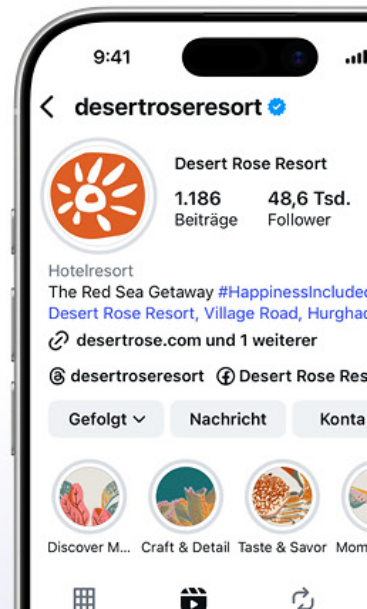 9:41
desertroseresort
Desert Rose Resort
1.186 48,6 Tsd.
Beiträge Follower
Hotelresort
The Red Sea Getaway #HappinessIncluded
Desert Rose Resort, Village Road, Hurghad
desertrose.com und 1 weiterer
desertroseresort Desert Rose Res
Gefolgt Nachricht Konta
Discover M... Craft & Detail Taste & Savor Mom